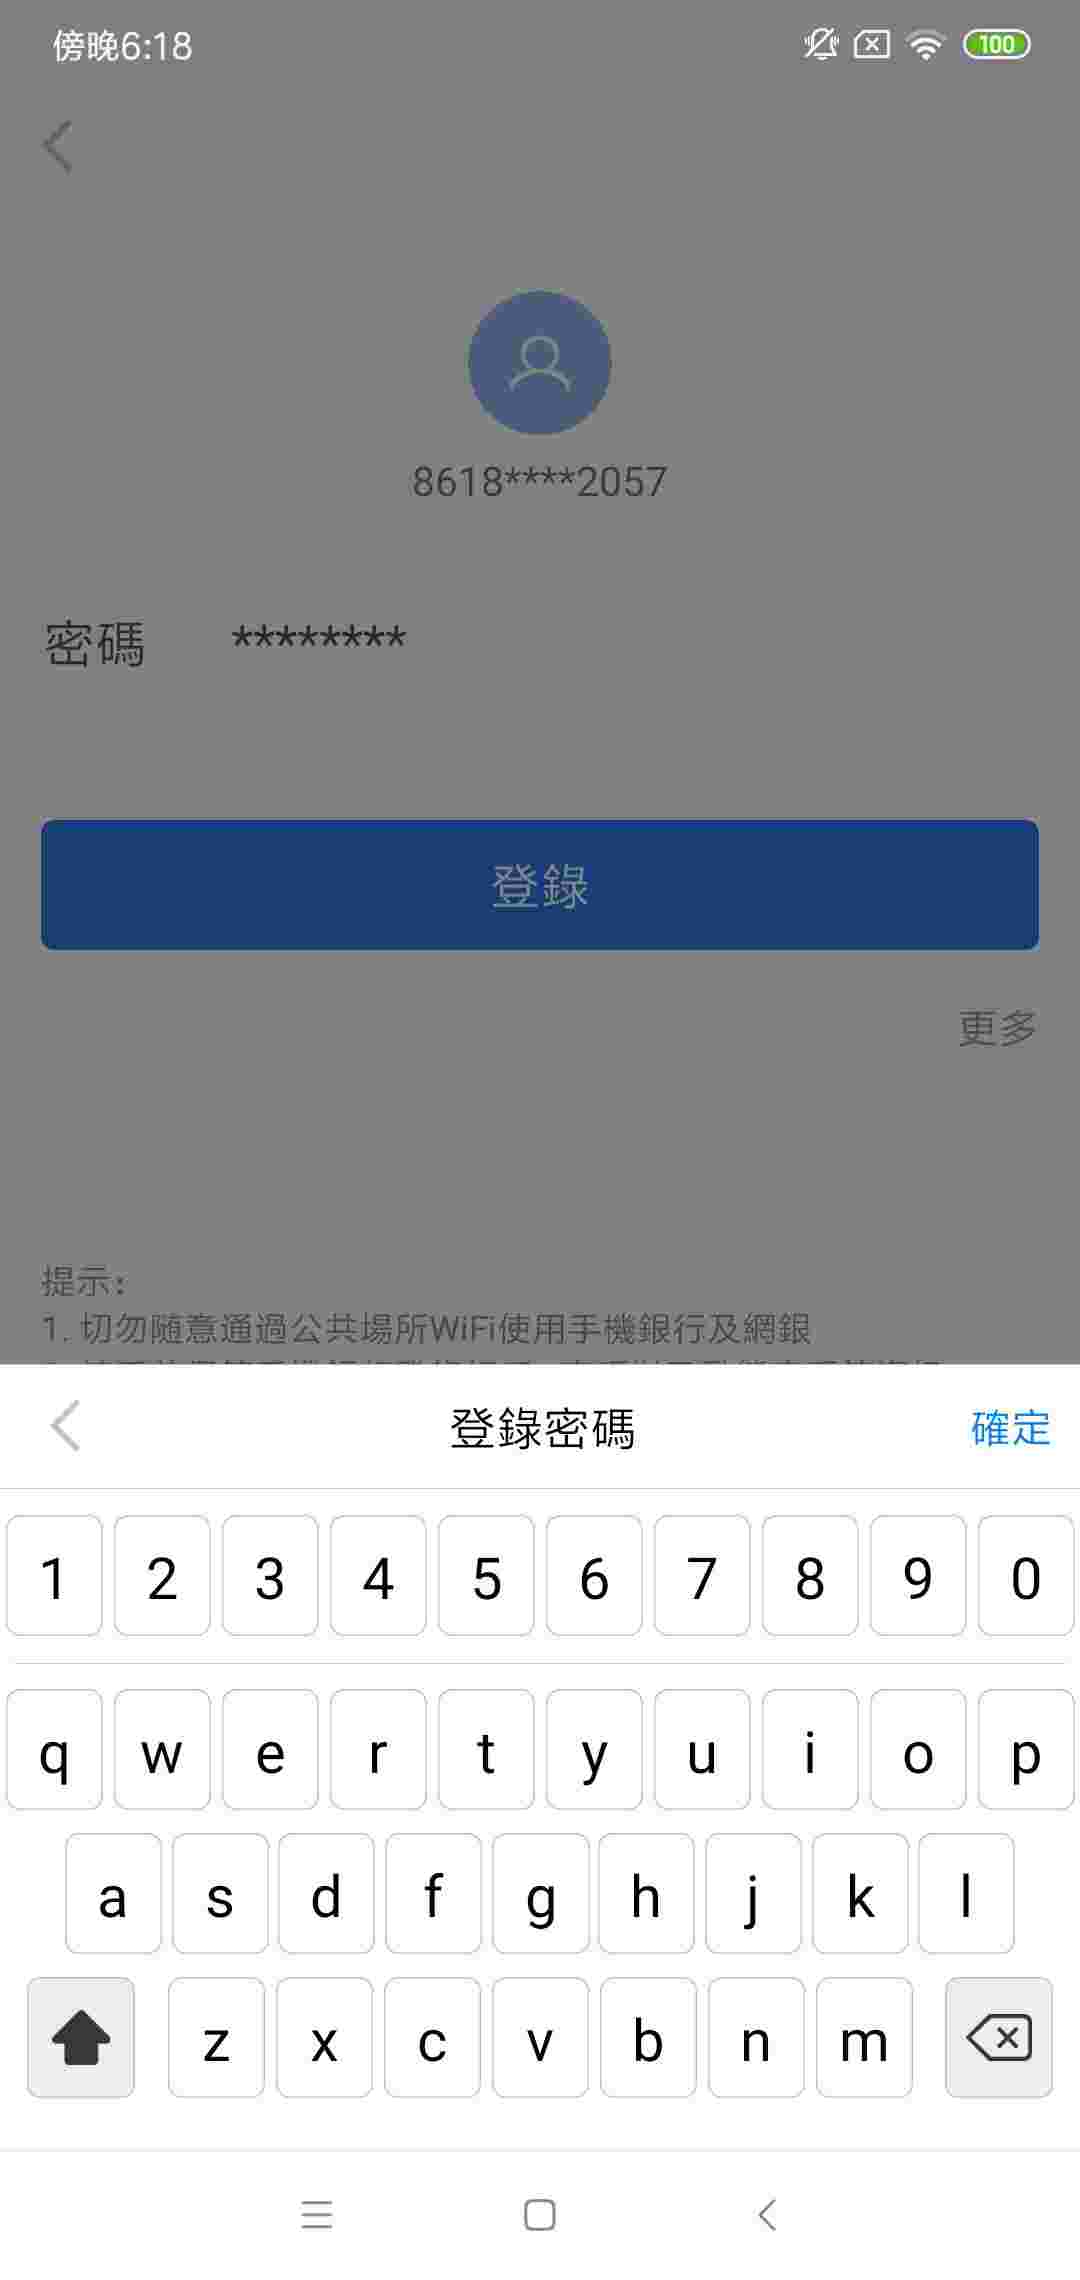 傍晚6:18
100
8618****2057
密碼 ********
登錄
更多
提示：
1. 切勿隨意通過公共場所WiFi使用手機銀行及網銀
登錄密碼
確定
1 2 3 4 5 6 7 8 9 0
q w e r t y u i o p
a s d f g h j k l
z x c v b n m